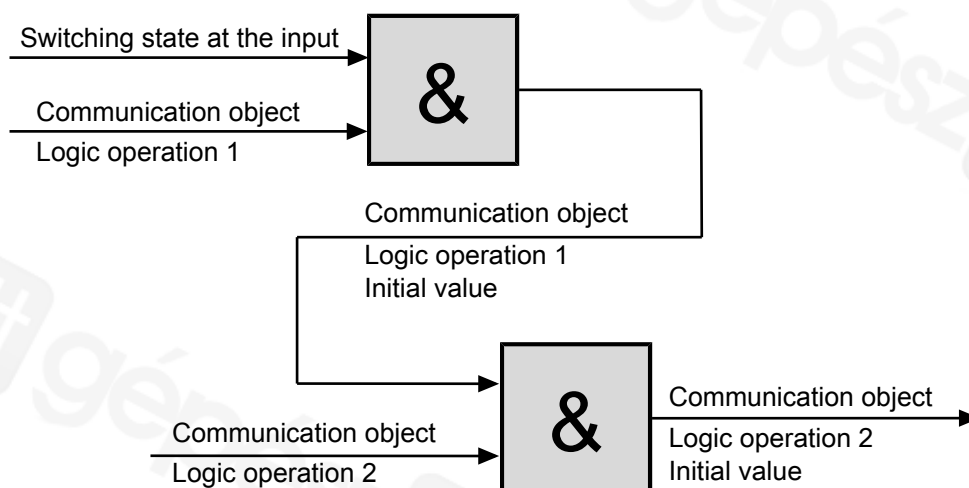 Switching state at the input
Communication object
Logic operation 1
&
Communication object
Logic operation 1
Initial value
Communication object
Logic operation 2
&
Communication object
Logic operation 2
Initial value